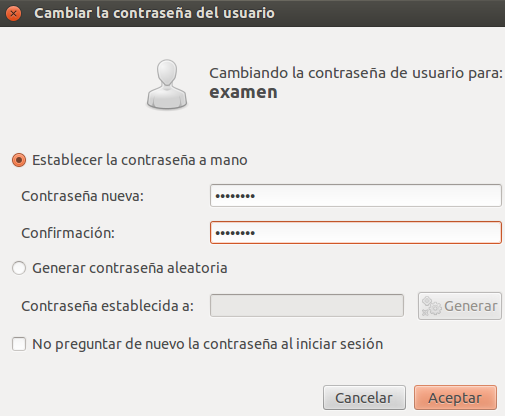 Cambiar la contraseña del usuario
Cambiando la contraseña de usuario para:
examen
Establecer la contraseña a mano
Contraseña nueva: ••••••••
Confirmación: ••••••••
Generar contraseña aleatoria
Contraseña establecida a: Generar
No preguntar de nuevo la contraseña al iniciar sesión
Cancelar Aceptar